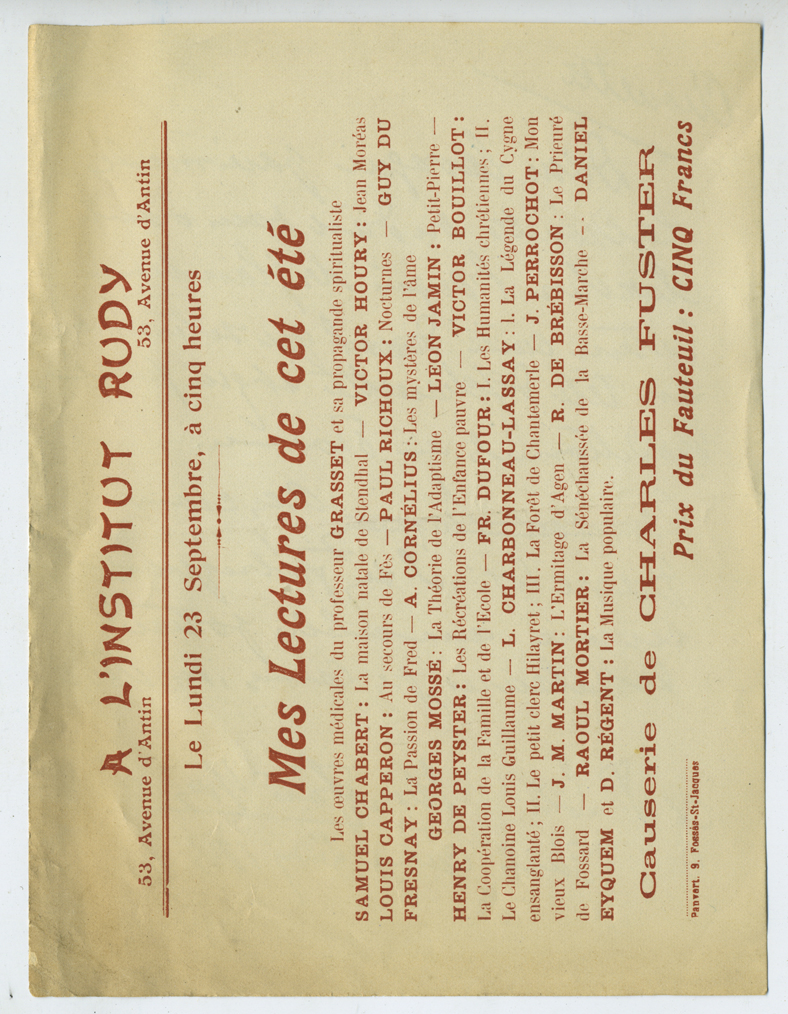 A L'INSTITUT RUDY
53, Avenue d'Antin 53, Avenue d'Antin
Le Lundi 23 Septembre, à cinq heures
Mes Lectures de cet été
Les œuvres médicales du professeur GRASSET et sa propagande spiritualiste
SAMUEL CHABERT : La maison natale de Stendhal — VICTOR HOURY : Jean Moréas
LOUIS CAPPERON : Au secours de Fès — PAUL RICHOUX : Nocturnes — GUY DU
FRESNAY : La Passion de Fred — A. CORNÉLIUS : Les mystères de l'âme
GEORGES MOSSÉ : La Théorie de l'Adaptisme — LÉON JAMIN : Petit-Pierre —
HENRY DE PEYSTER : Les Récréations de l'Enfance pauvre — VICTOR BOUILLOT :
La Coopération de la Famille et de l'Ecole — FR. DUFOUR : I. Les Humanités chrétiennes ; II.
Le Chanoine Louis Guillaume — L. CHARBONNEAU-LASSAY : I. La Légende du Cygne
ensanglanté ; II. Le petit clerc Hilayret ; III. La Forêt de Chantemerle — J. PERROCHOT : Mon
vieux Blois — J. M. MARTIN : L'Ermitage d'Agen — R. DE BRÉBISSON : Le Prieuré
de Fossard — RAOUL MORTIER : La Sénéchaussée de la Basse-Marche -- DANIEL
EYQUEM et D. RÉGENT : La Musique populaire.
Causerie de CHARLES FUSTER
Prix du Fauteuil : CINQ Francs
Panvert. 9. Fossés-St-Jacques